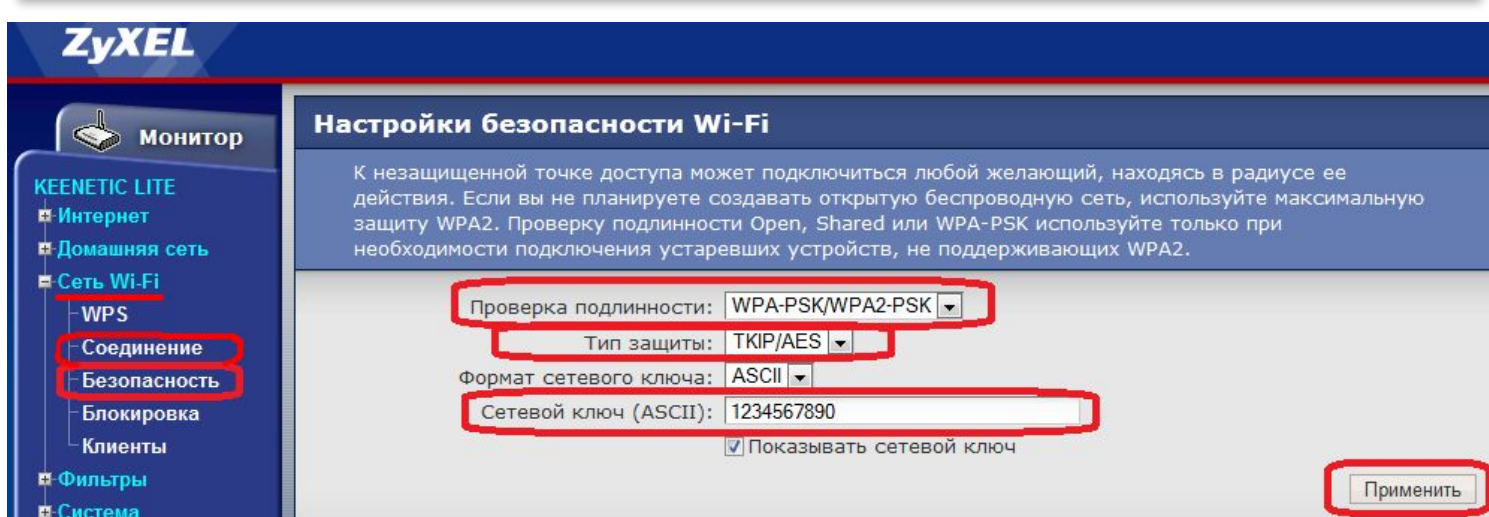 ZyXEL
Монитор
KEENETIC LITE
Интернет
Домашняя сеть
Сеть Wi-Fi
WPS
Соединение
Безопасность
Блокировка
Клиенты
Фильтры
Система
Настройки безопасности Wi-Fi
К незащищенной точке доступа может подключиться любой желающий, находясь в радиусе ее
действия. Если вы не планируете создавать открытую беспроводную сеть, используйте максимальную
защиту WPA2. Проверку подлинности Open, Shared или WPA-PSK используйте только при
необходимости подключения устаревших устройств, не поддерживающих WPA2.
Проверка подлинности: WPA-PSK/WPA2-PSK
Тип защиты: TKIP/AES
Формат сетевого ключа: ASCII
Сетевой ключ (ASCII): 1234567890
Показывать сетевой ключ
Применить